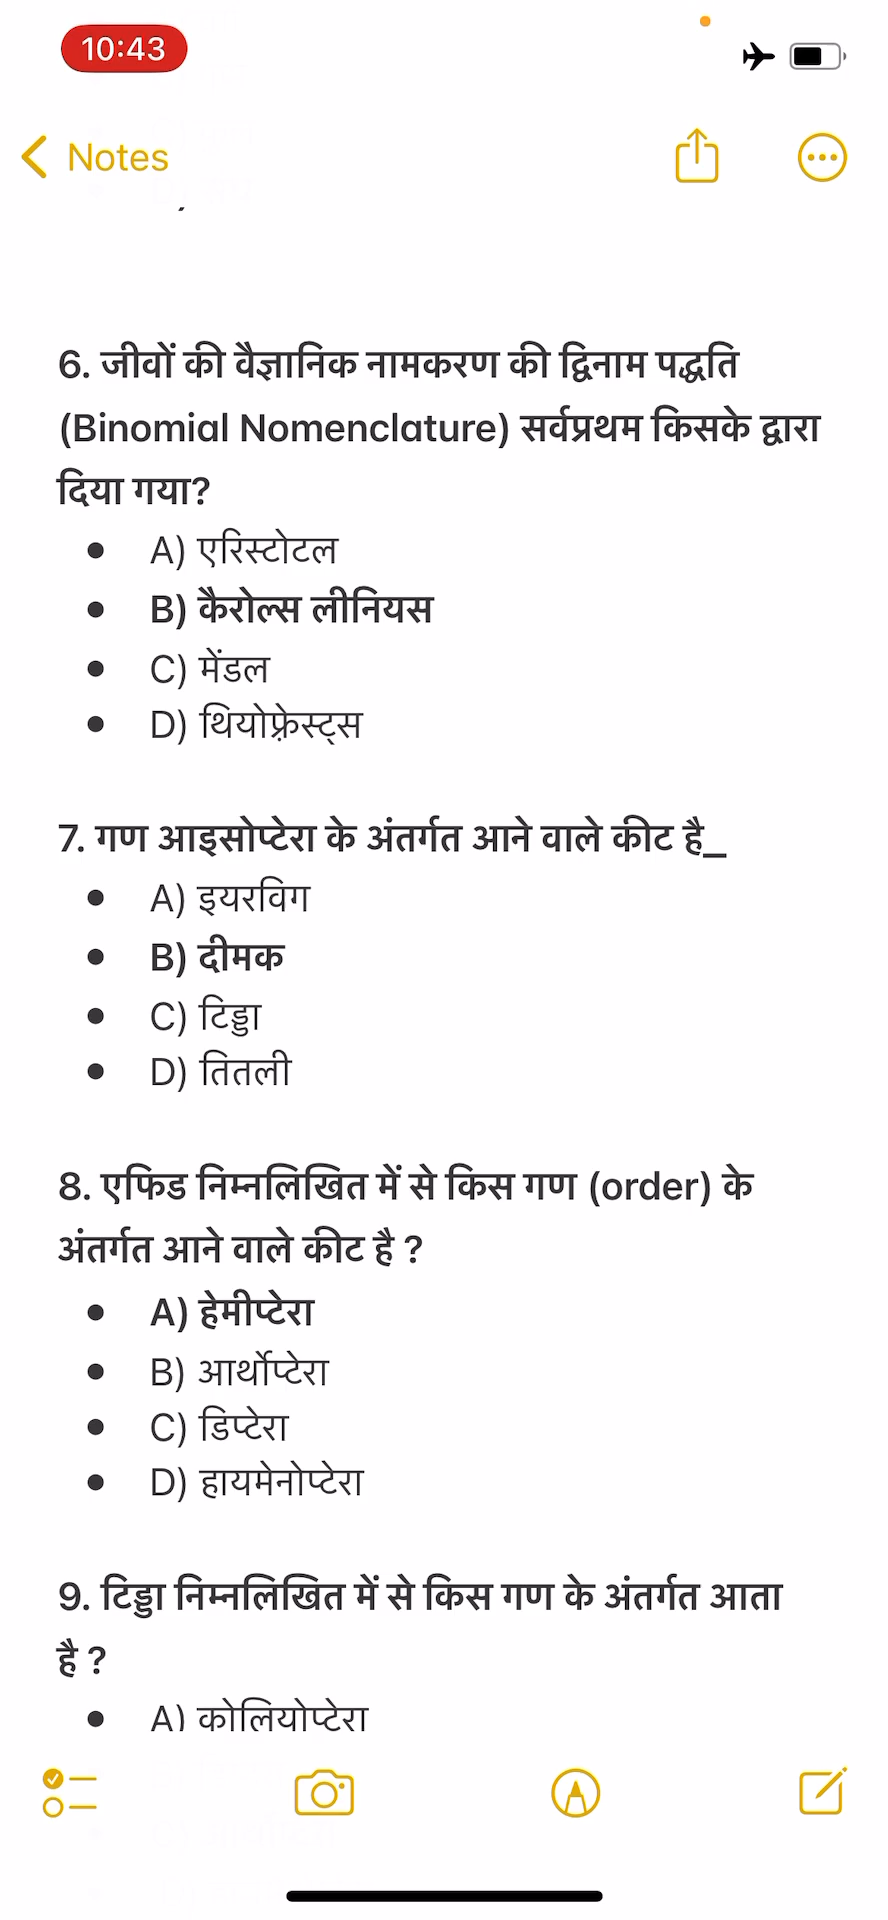 10:43
Notes
6. जीवों की वैज्ञानिक नामकरण की द्विनाम पद्धति
(Binomial Nomenclature) सर्वप्रथम किसके द्वारा
दिया गया?
• A) एरिस्टोटल
• B) कैरोल्स लीनियस
• C) मेंडल
• D) थियोफ़्रेस्ट्स
7. गण आइसोप्टेरा के अंतर्गत आने वाले कीट है_
• A) इयरविग
• B) दीमक
• C) टिड्डा
• D) तितली
8. एफिड निम्नलिखित में से किस गण (order) के
अंतर्गत आने वाले कीट है ?
• A) हेमीप्टेरा
• B) आर्थोप्टेरा
• C) डिप्टेरा
• D) हायमेनोप्टेरा
9. टिड्डा निम्नलिखित में से किस गण के अंतर्गत आता
है ?
• A) कोलियोप्टेरा